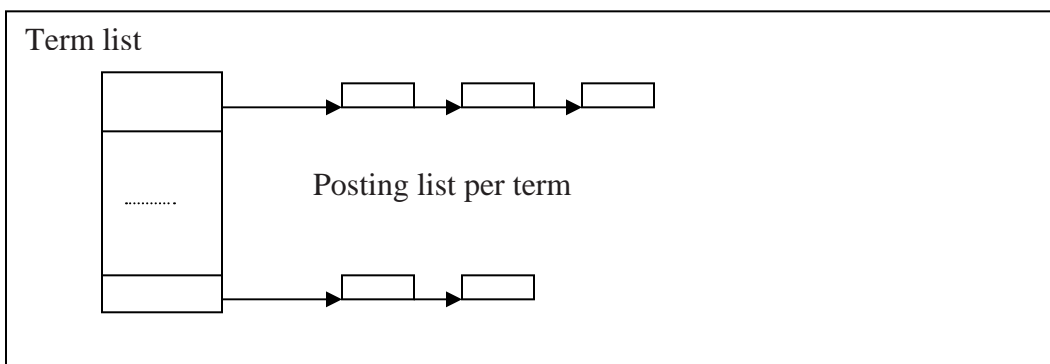 Term list
...........
Posting list per term